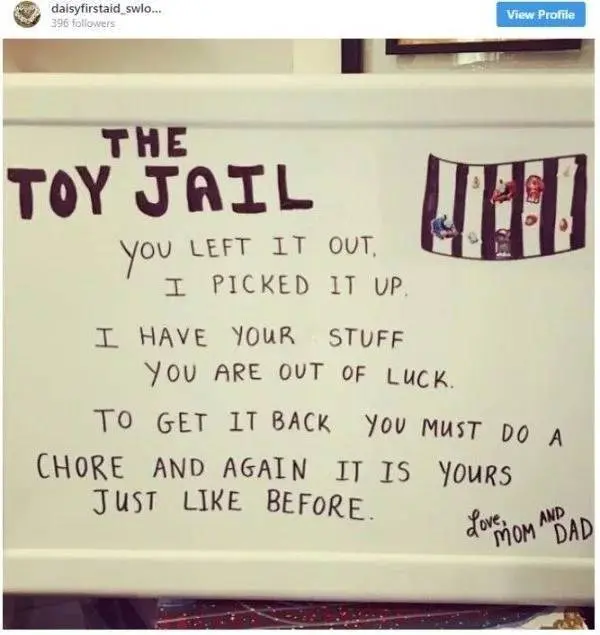 daisyfirstaid_swlo...
396 followers
View Profile
THE
TOY JAIL
YOU LEFT IT OUT,
I PICKED IT UP.
I HAVE YOUR STUFF
YOU ARE OUT OF LUCK.
TO GET IT BACK YOU MUST DO A
CHORE AND AGAIN IT IS YOURS
JUST LIKE BEFORE.
Love,
MOM AND DAD